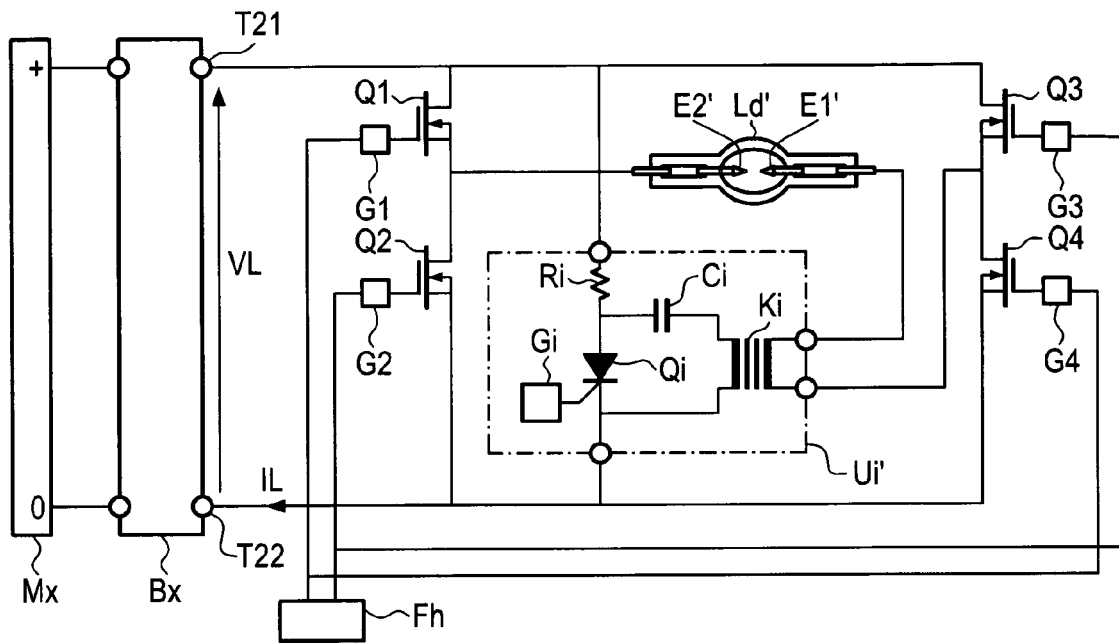 T21
+
Q1
E2' Ld' E1'
Q3
G1
G3
Q2
Q4
VL
Ri
Ci
Ki
G2
Gi
Qi
G4
IL
Ui'
0
T22
Mx
Bx
Fh